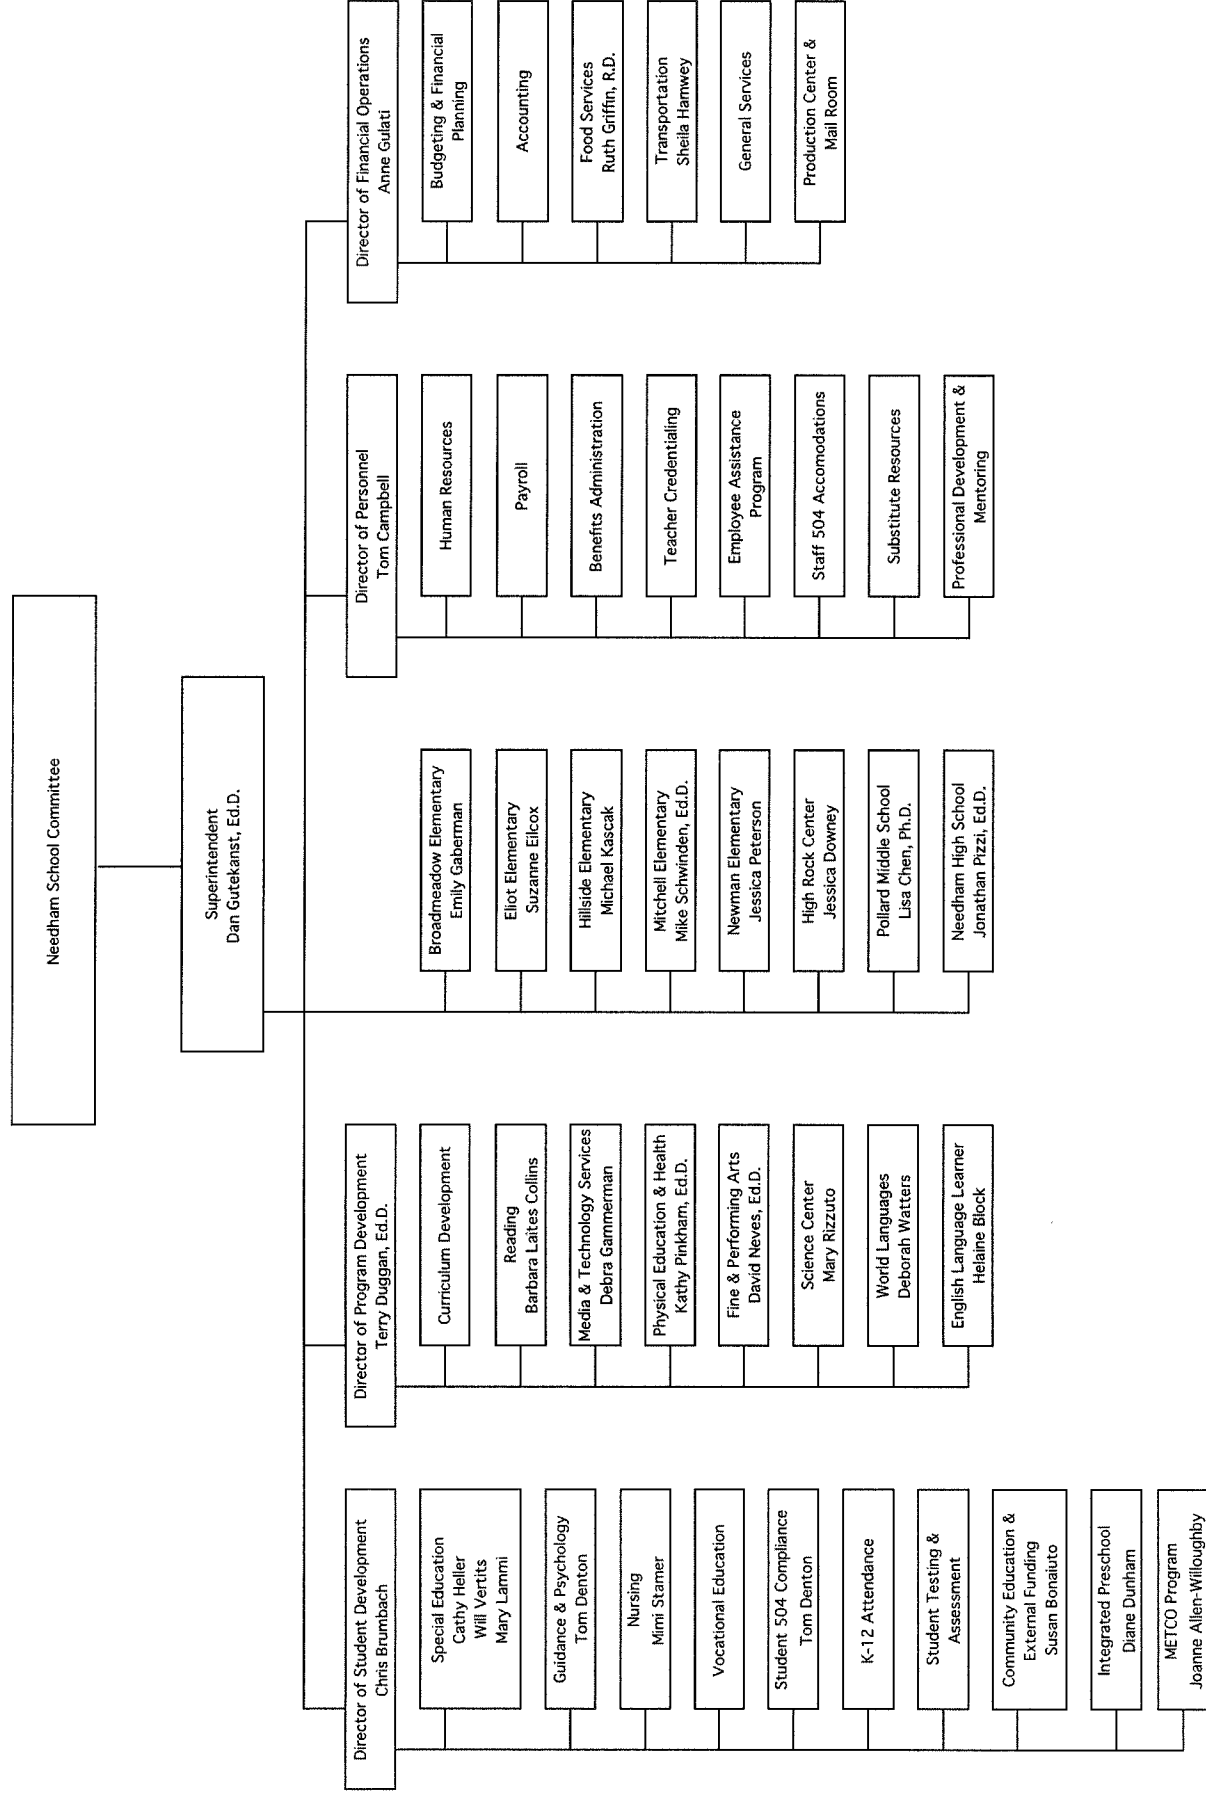 Needham School Committee
Superintendent
Dan Gutekanst, Ed.D.
Director of Student Development
Chris Brumbach
Special Education
Cathy Heller
Will Vertits
Mary Lammi
Guidance & Psychology
Tom Denton
Nursing
Mimi Stamer
Vocational Education
Student 504 Compliance
Tom Denton
K-12 Attendance
Student Testing &
Assessment
Community Education &
External Funding
Susan Bonaiuto
Integrated Preschool
Diane Dunham
METCO Program
Joanne Allen-Willoughby
Director of Program Development
Terry Duggan, Ed.D.
Curriculum Development
Reading
Barbara Laites Collins
Media & Technology Services
Debra Gammerman
Physical Education & Health
Kathy Pinkham, Ed.D.
Fine & Performing Arts
David Neves, Ed.D.
Science Center
Mary Rizzuto
World Languages
Deborah Watters
English Language Learner
Helaine Block
Broadmeadow Elementary
Emily Gaberman
Eliot Elementary
Suzanne Eilcox
Hillside Elementary
Michael Kascak
Mitchell Elementary
Mike Schwinden, Ed.D.
Newman Elementary
Jessica Peterson
High Rock Center
Jessica Downey
Pollard Middle School
Lisa Chen, Ph.D.
Needham High School
Jonathan Pizzi, Ed.D.
Director of Personnel
Tom Campbell
Human Resources
Payroll
Benefits Administration
Teacher Credentialing
Employee Assistance
Program
Staff 504 Accomodations
Substitute Resources
Professional Development &
Mentoring
Director of Financial Operations
Anne Gulati
Budgeting & Financial
Planning
Accounting
Food Services
Ruth Griffin, R.D.
Transportation
Sheila Hamwey
General Services
Production Center &
Mail Room